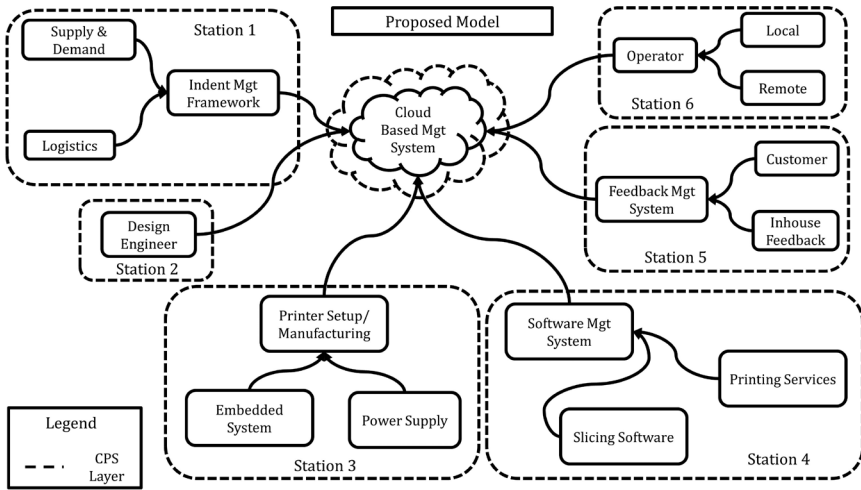 Proposed Model
Station 1
Supply &
Demand
Indent Mgt
Framework
Logistics
Cloud
Based Mgt
System
Operator
Local
Remote
Station 6
Customer
Feedback Mgt
System
Inhouse
Feedback
Station 5
Design
Engineer
Station 2
Printer Setup/
Manufacturing
Embedded
System
Power Supply
Station 3
Software Mgt
System
Printing Services
Slicing Software
Station 4
Legend
CPS
Layer